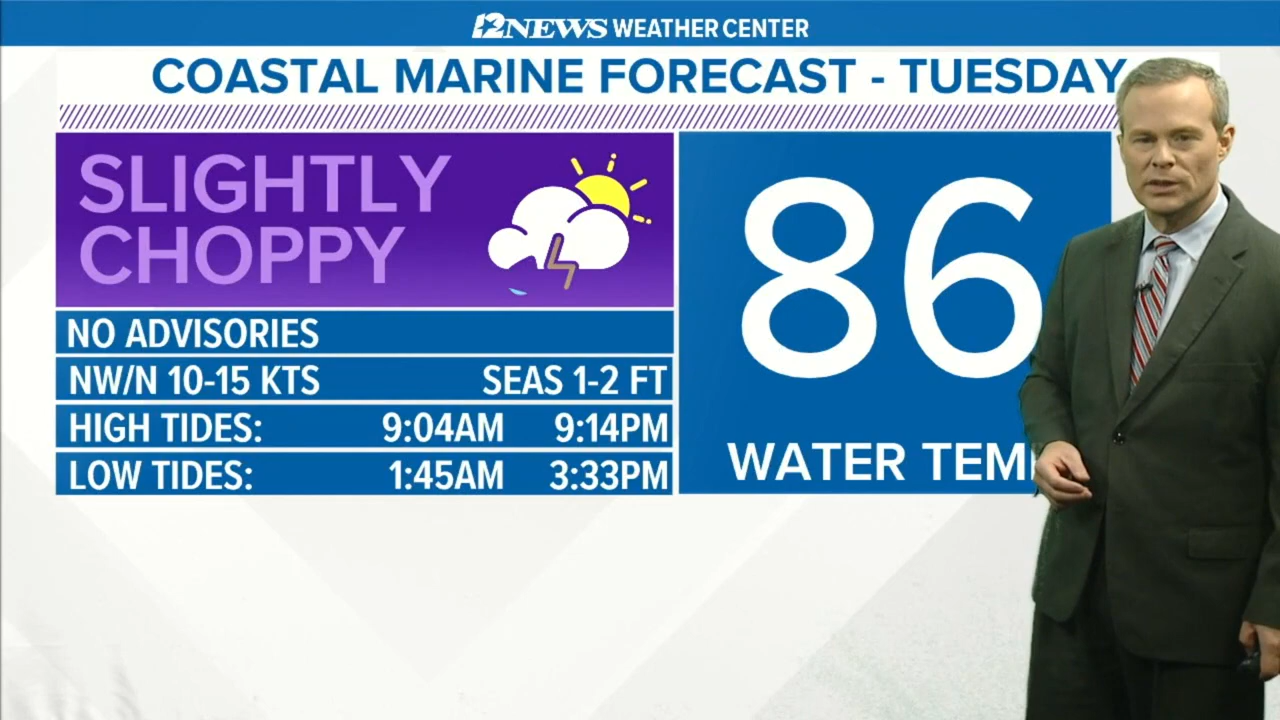 12NEWS WEATHER CENTER
COASTAL MARINE FORECAST - TUESDAY
SLIGHTLY
CHOPPY
NO ADVISORIES
NW/N 10-15 KTS SEAS 1-2 FT
HIGH TIDES: 9:04AM 9:14PM
LOW TIDES: 1:45AM 3:33PM
86
WATER TEM